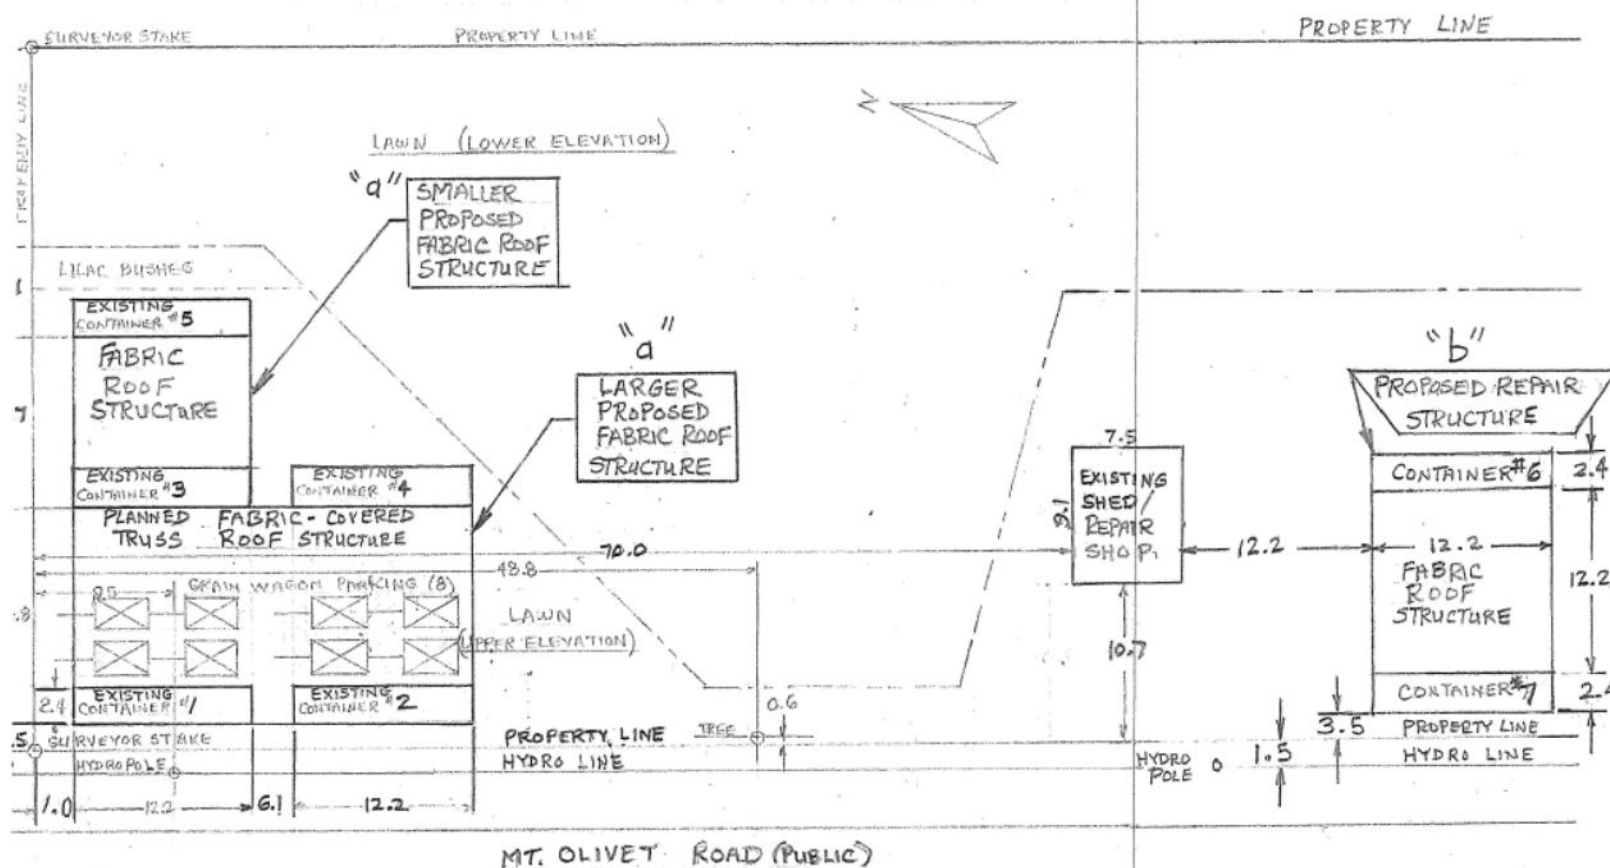 SURVEYOR STAKE
PROPERTY LINE
PROPERTY LINE
PROPERTY LINE
N
LAWN (LOWER ELEVATION)
"a"
SMALLER
PROPOSED
FABRIC ROOF
STRUCTURE
LILAC BUSHES
EXISTING
CONTAINER #5
FABRIC
ROOF
STRUCTURE
"a"
LARGER
PROPOSED
FABRIC ROOF
STRUCTURE
"b"
PROPOSED REPAIR
STRUCTURE
7.5
9.1
EXISTING
SHED/
REPAIR
SHOP.
CONTAINER #6
2.4
EXISTING
CONTAINER #3
EXISTING
CONTAINER #4
PLANNED FABRIC-COVERED
TRUSS ROOF STRUCTURE
70.0
12.2
12.2
48.8
FABRIC
ROOF
STRUCTURE
12.2
GRAIN WAGON PARKING (8)
LAWN
(UPPER ELEVATION)
10.7
EXISTING
CONTAINER #1
EXISTING
CONTAINER #2
2.4
CONTAINER #7
2.4
0.6
TREE
3.5
PROPERTY LINE
.5
SURVEYOR STAKE
PROPERTY LINE
HYDRO POLE
HYDRO LINE
HYDRO
POLE
1.5
HYDRO LINE
1.0
12.2
6.1
12.2
MT. OLIVET ROAD (PUBLIC)